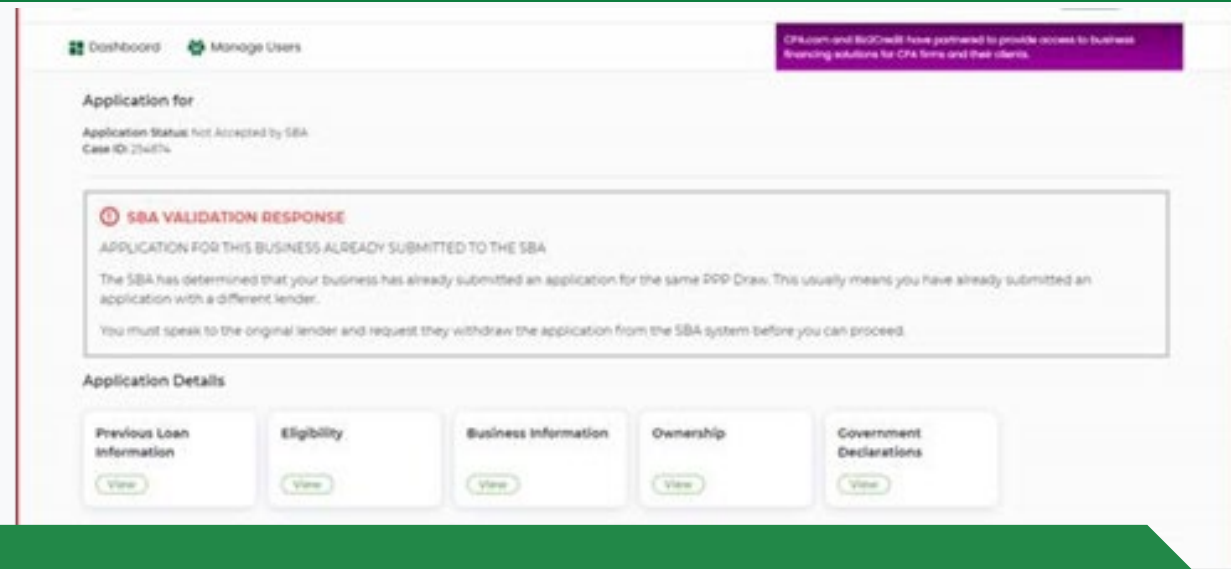 Dashboard
Manage Users
CPA.com and Biz2Credit have partnered to provide access to business
financing solutions for CPA firms and their clients.
Application for
Application Status: Not Accepted by SBA
Case ID:
SBA VALIDATION RESPONSE
APPLICATION FOR THIS BUSINESS ALREADY SUBMITTED TO THE SBA
The SBA has determined that your business has already submitted an application for the same PPP Draw. This usually means you have already submitted an
application with a different lender.
You must speak to the original lender and request they withdraw the application from the SBA system before you can proceed.
Application Details
Previous Loan
Information
View
Eligibility
View
Business Information
View
Ownership
View
Government
Declarations
View